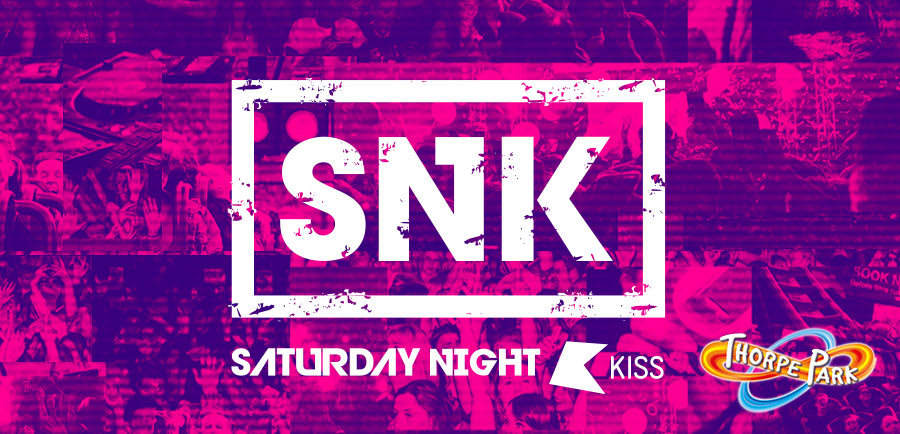 SNK
SATURDAY NIGHT KISS
THORPE PARK